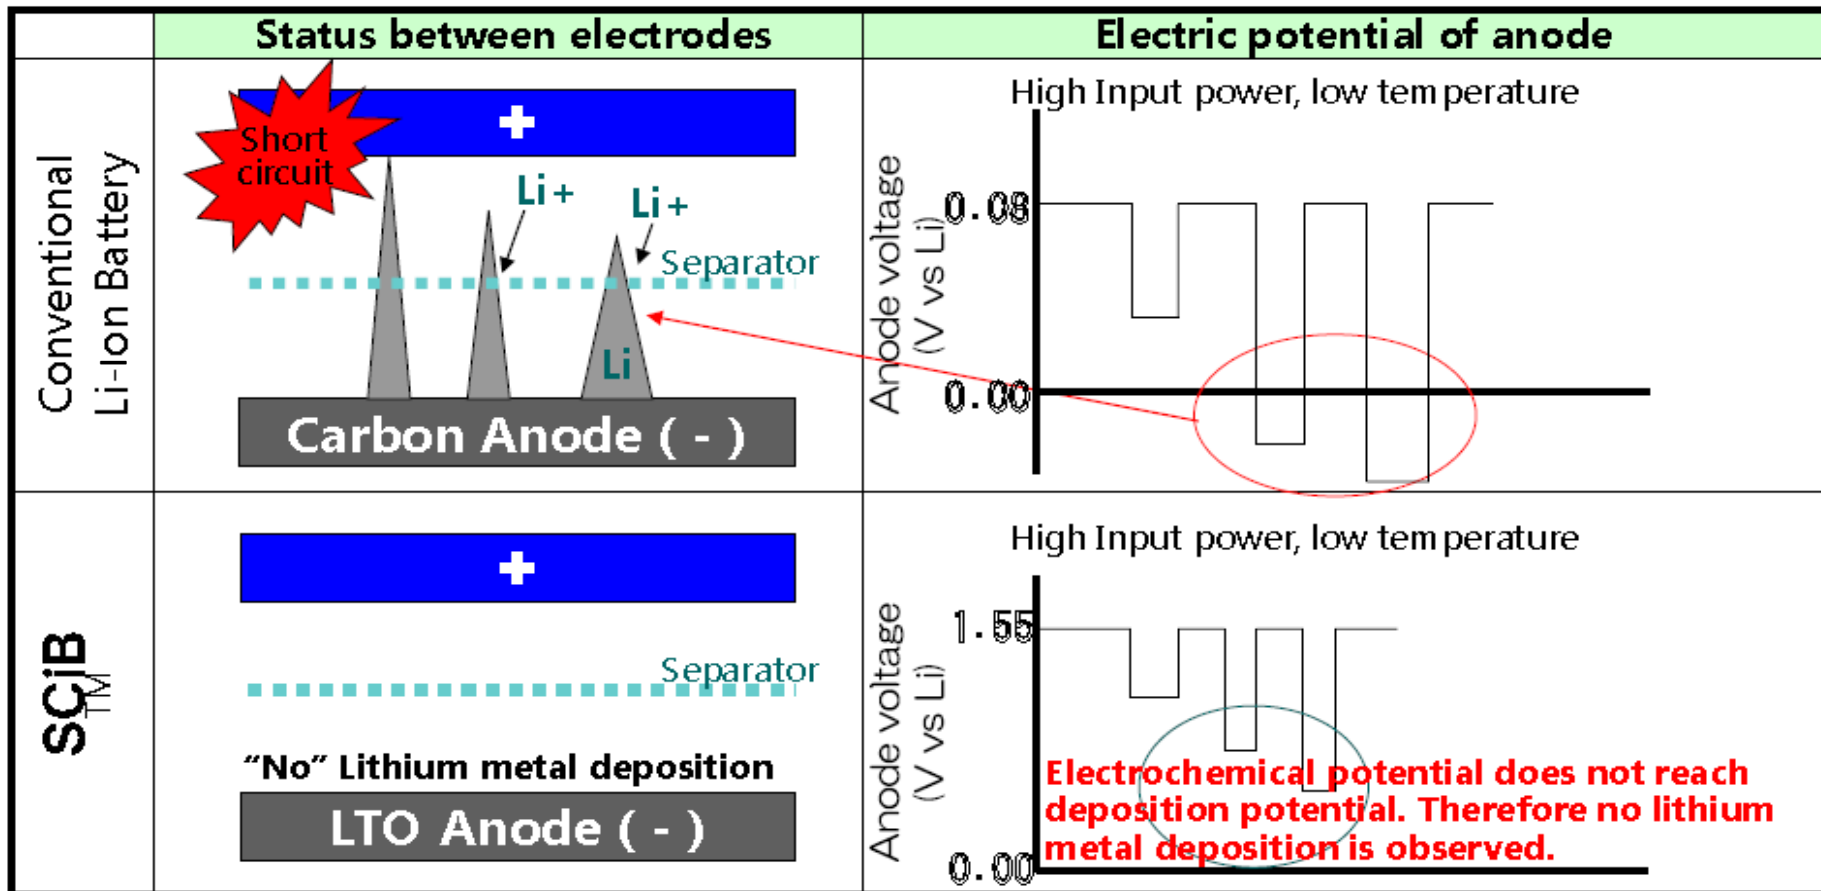 Status between electrodes
Electric potential of anode
Conventional
Li-Ion Battery
Short
circuit
+
Li+
Li+
Separator
Li
Carbon Anode ( - )
High Input power, low temperature
Anode voltage
(V vs Li)
0.08
0.00
SCiB
TM
+
Separator
“No” Lithium metal deposition
LTO Anode ( - )
High Input power, low temperature
Anode voltage
(V vs Li)
1.55
Electrochemical potential does not reach
deposition potential. Therefore no lithium
metal deposition is observed.
0.00